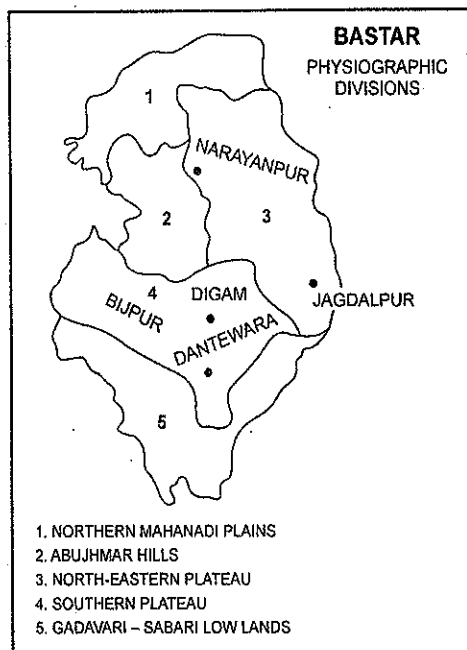 BASTAR
PHYSIOGRAPHIC
DIVISIONS
1
NARAYANPUR
2
3
4
DIGAM
BIJPUR
JAGDALPUR
DANTEWARA
5
1. NORTHERN MAHANADI PLAINS
2. ABUJHMAR HILLS
3. NORTH-EASTERN PLATEAU
4. SOUTHERN PLATEAU
5. GADAVARI – SABARI LOW LANDS